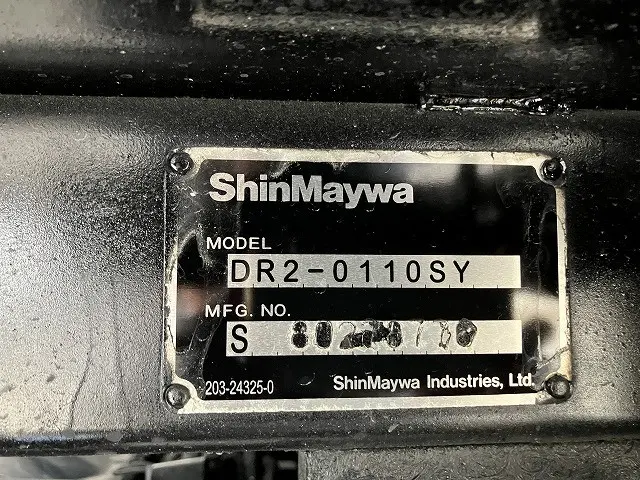 ShinMaywa
MODEL
DR2-0110SY
MFG. NO.
S
203-24325-0 ShinMaywa Industries, Ltd.